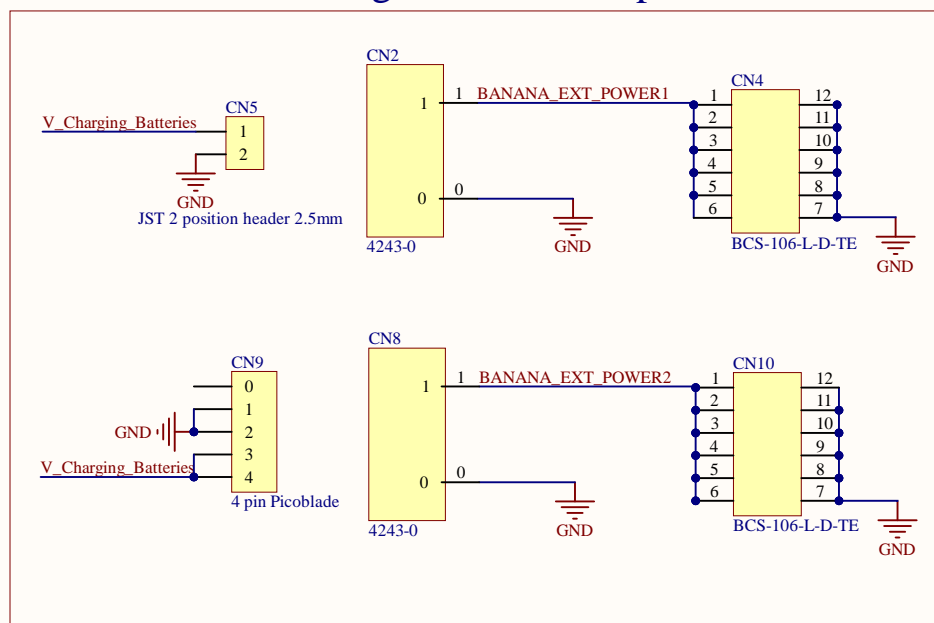 CN5
V_Charging_Batteries
1
2
GND
JST 2 position header 2.5mm
CN2
1
1
BANANA_EXT_POWER1
0
0
GND
4243-0
CN4
1 12
2 11
3 10
4 9
5 8
6 7
BCS-106-L-D-TE
GND
CN9
0
1
GND
2
3
V_Charging_Batteries
4
4 pin Picoblade
CN8
1
1
BANANA_EXT_POWER2
0
0
GND
4243-0
CN10
1 12
2 11
3 10
4 9
5 8
6 7
BCS-106-L-D-TE
GND